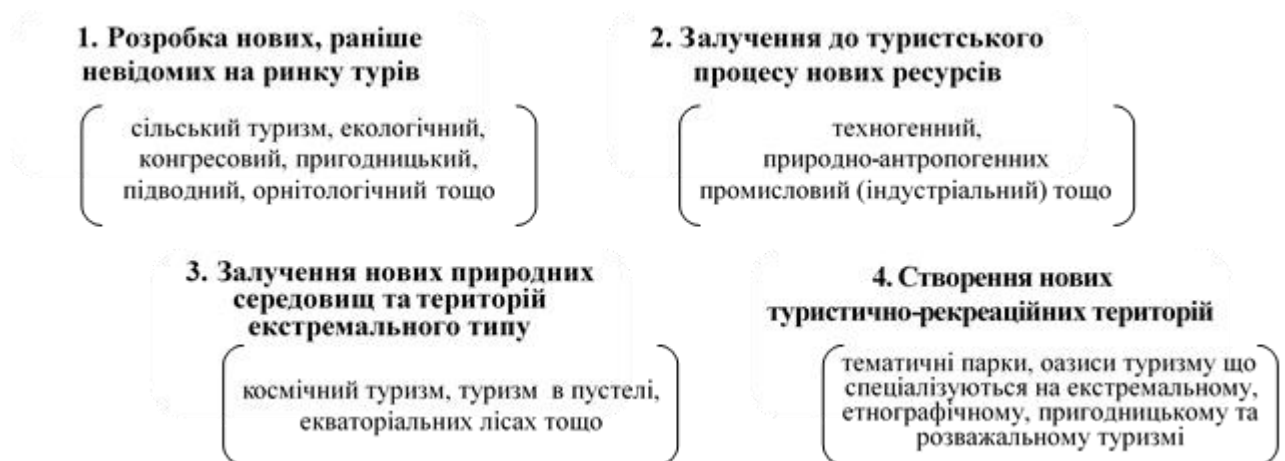 1. Розробка нових, раніше
невідомих на ринку турів
сільський туризм, екологічний,
конгресовий, пригодницький,
підводний, орнітологічний тощо
2. Залучення до туристського
процесу нових ресурсів
техногенний,
природно-антропогенних
промисловий (індустріальний) тощо
3. Залучення нових природних
середовищ та територій
екстремального типу
космічний туризм, туризм в пустелі,
екваторіальних лісах тощо
4. Створення нових
туристично-рекреаційних територій
тематичні парки, оазиси туризму що
спеціалізуються на екстремальному,
етнографічному, пригодницькому та
розважальному туризмі